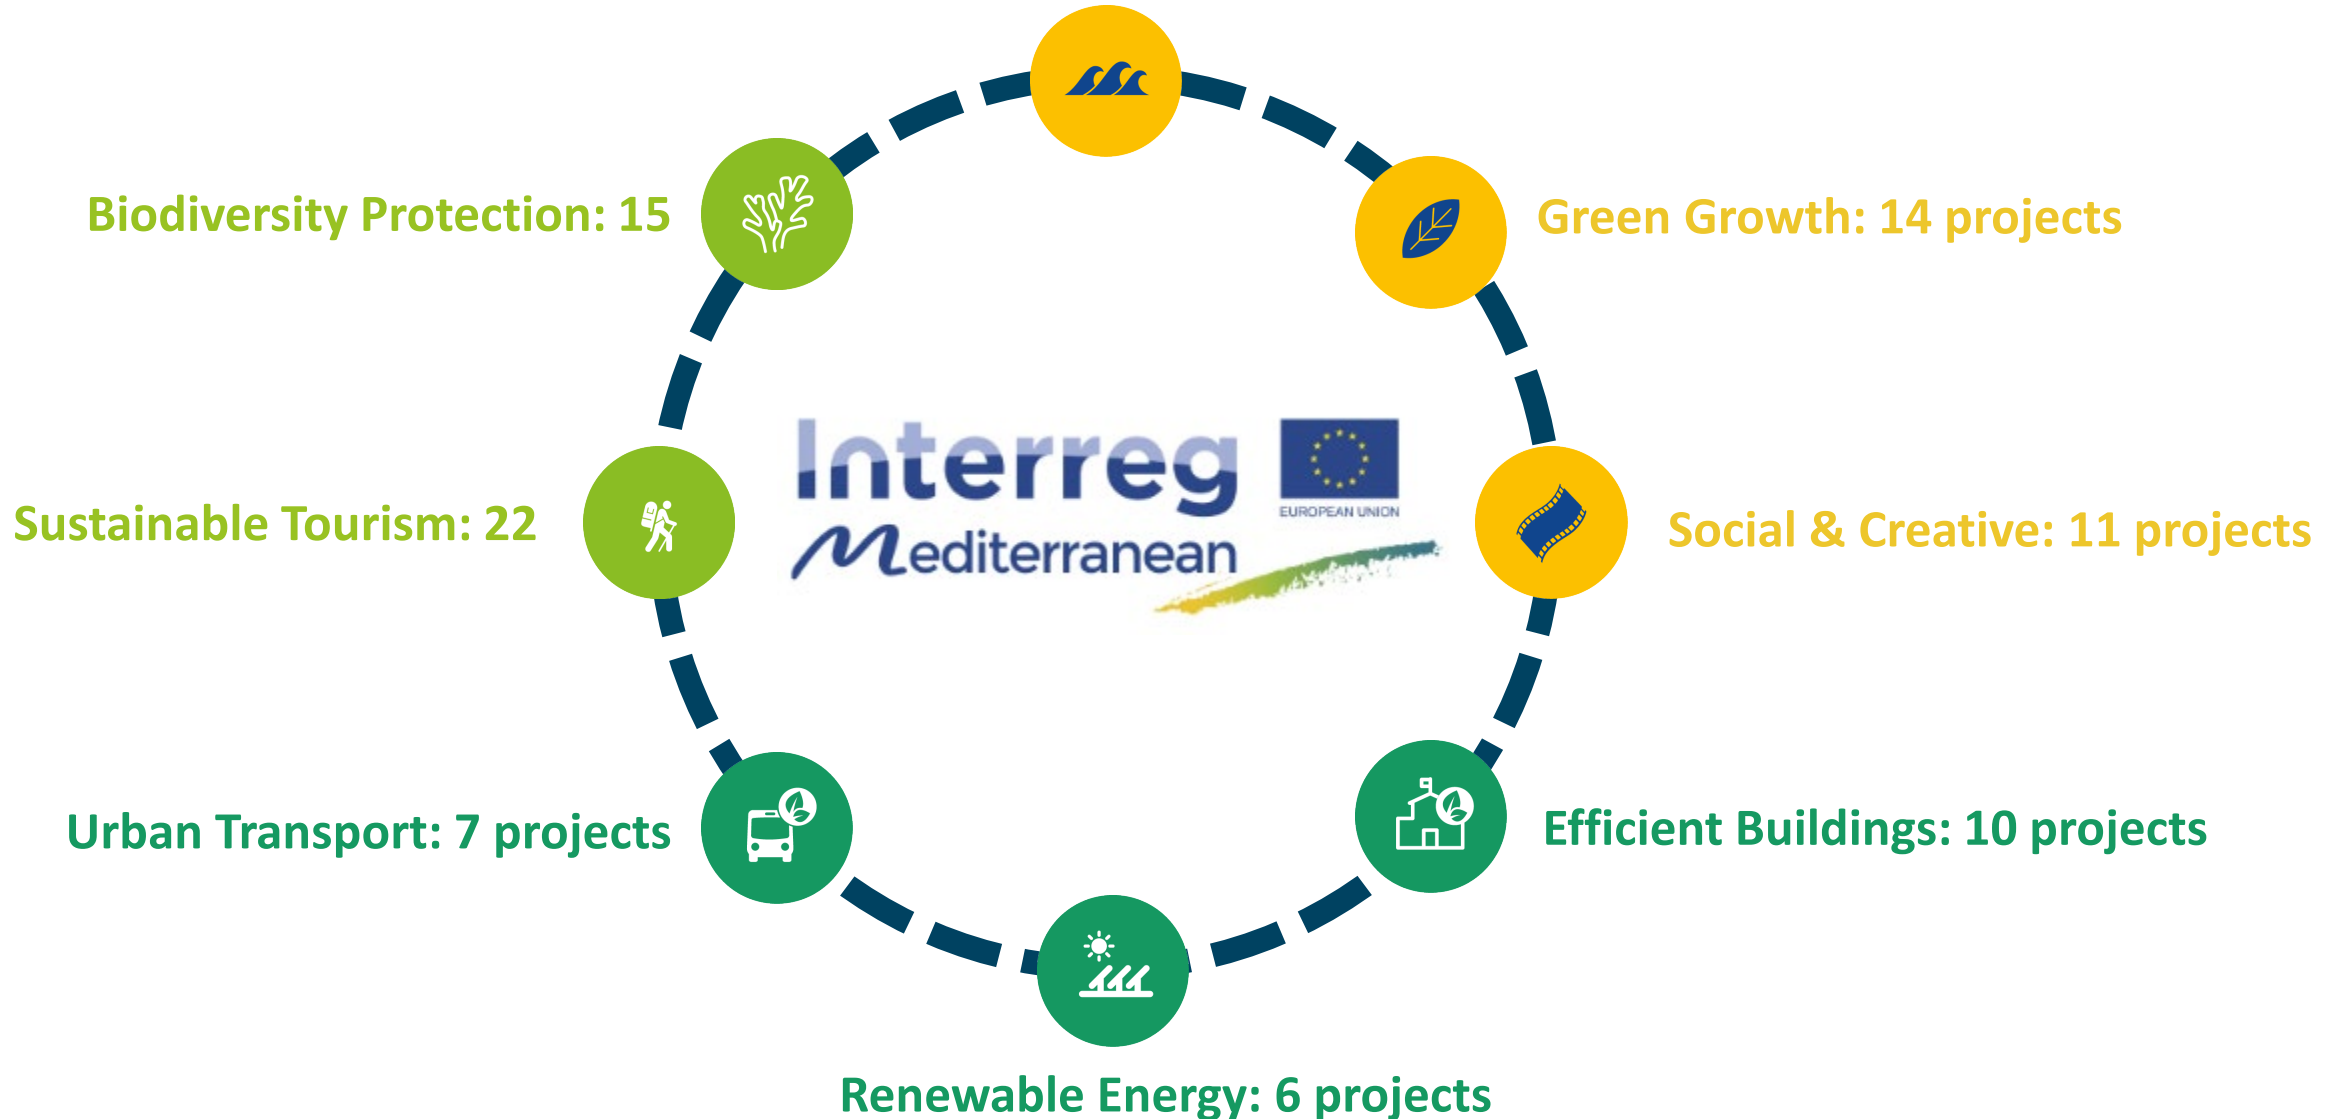 Biodiversity Protection: 15
Green Growth: 14 projects
Interreg
EUROPEAN UNION
Mediterranean
Sustainable Tourism: 22
Social & Creative: 11 projects
Urban Transport: 7 projects
Efficient Buildings: 10 projects
Renewable Energy: 6 projects